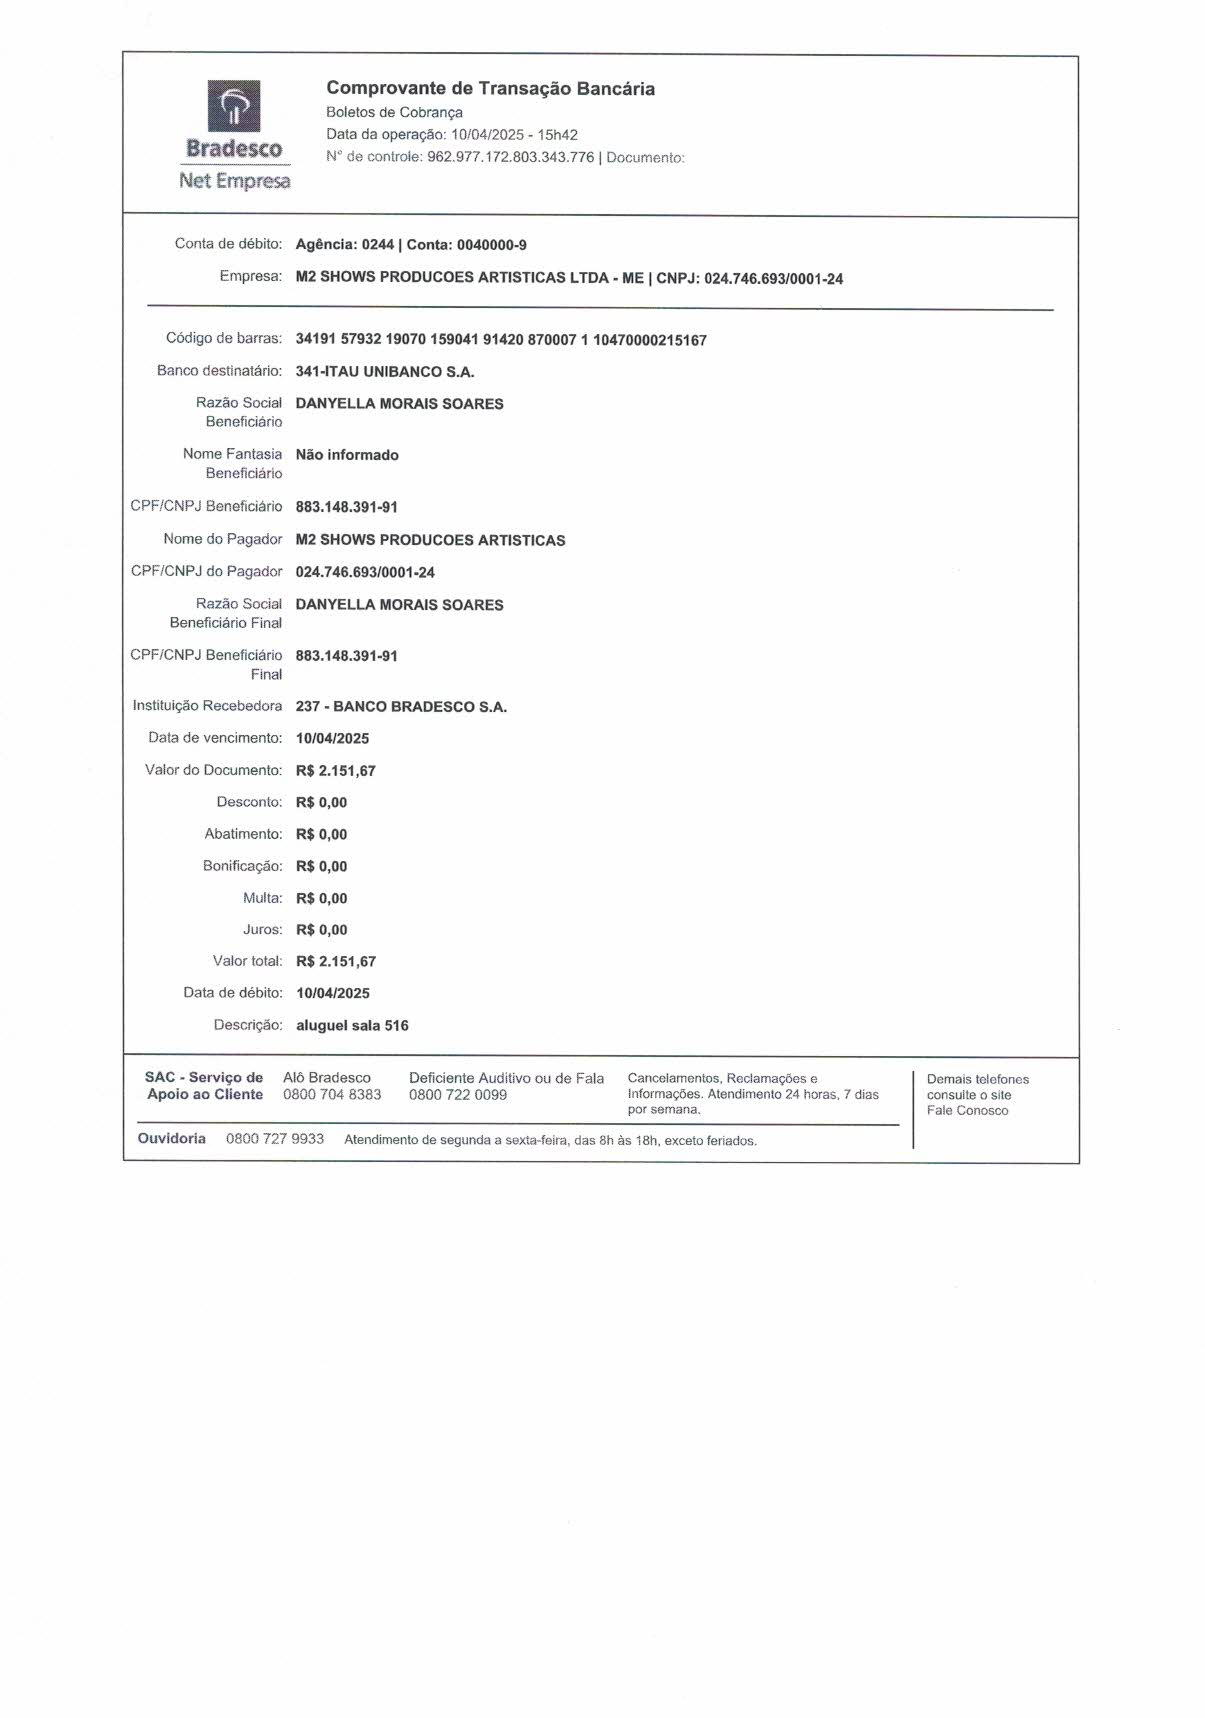 Comprovante de Transação Bancária
Boletos de Cobrança
Data da operação: 10/04/2025 - 15h42
N° de controle: 962.977.172.803.343.776 | Documento:
Bradesco
Net Empresa
Conta de débito: Agência: 0244 | Conta: 0040000-9
Empresa: M2 SHOWS PRODUCOES ARTISTICAS LTDA - ME | CNPJ: 024.746.693/0001-24
Código de barras: 34191 57932 19070 159041 91420 870007 1 10470000215167
Banco destinatário: 341-ITAU UNIBANCO S.A.
Razão Social DANYELLA MORAIS SOARES
Beneficiário
Nome Fantasia Não informado
Beneficiário
CPF/CNPJ Beneficiário 883.148.391-91
Nome do Pagador M2 SHOWS PRODUCOES ARTISTICAS
CPF/CNPJ do Pagador 024.746.693/0001-24
Razão Social DANYELLA MORAIS SOARES
Beneficiário Final
CPF/CNPJ Beneficiário 883.148.391-91
Final
Instituição Recebedora 237 - BANCO BRADESCO S.A.
Data de vencimento: 10/04/2025
Valor do Documento: R$ 2.151,67
Desconto: R$ 0,00
Abatimento: R$ 0,00
Bonificação: R$ 0,00
Multa: R$ 0,00
Juros: R$ 0,00
Valor total: R$ 2.151,67
Data de débito: 10/04/2025
Descrição: aluguel sala 516
SAC - Serviço de Alô Bradesco Deficiente Auditivo ou de Fala Cancelamentos, Reclamações e Demais telefones
Apoio ao Cliente 0800 704 8383 0800 722 0099 Informações. Atendimento 24 horas, 7 dias consulte o site
por semana. Fale Conosco
Ouvidoria 0800 727 9933 Atendimento de segunda a sexta-feira, das 8h às 18h, exceto feriados.